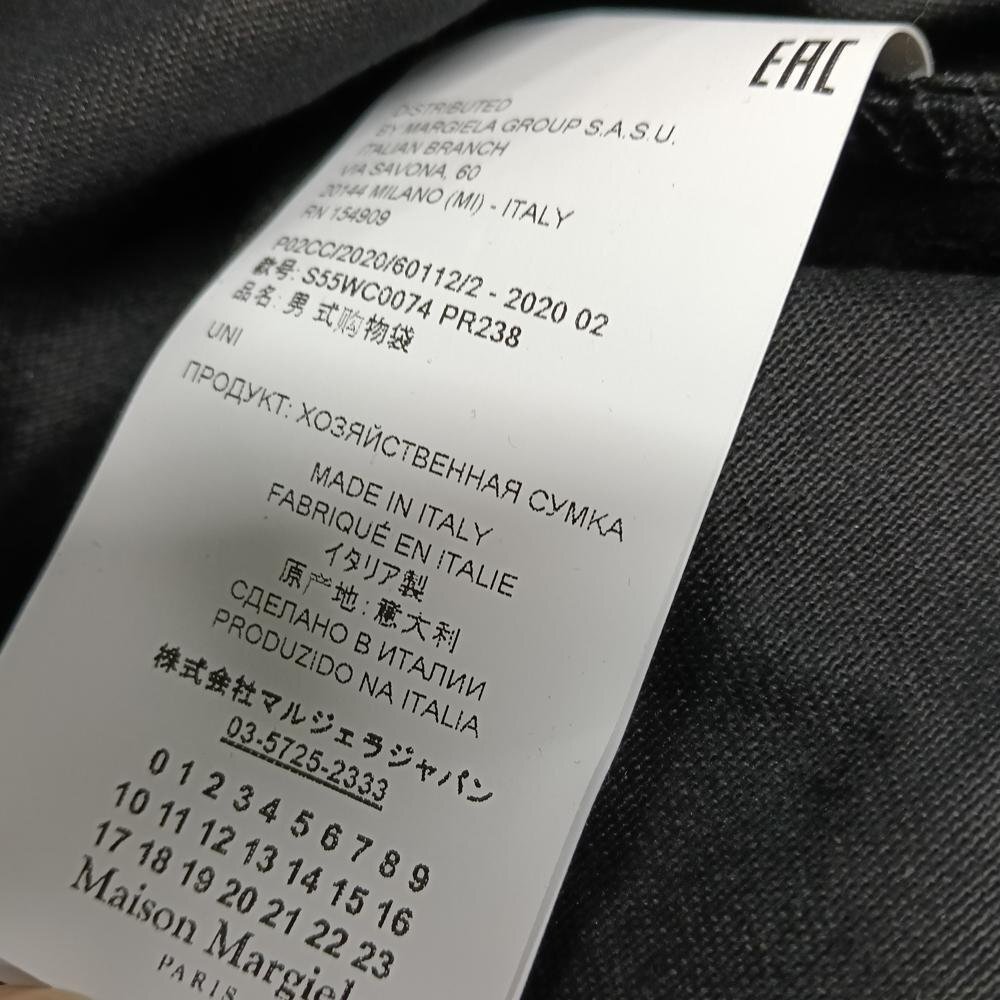 EAC
DISTRIBUTED
BY MARGIELA GROUP S.A.S.U.
ITALIAN BRANCH
VIA SAVONA, 60
20144 MILANO (MI) - ITALY
RN 154909
P02CC/2020/60112/2 - 2020 02
款号: S55WC0074 PR238
品名: 男式购物袋
UNI
ПРОДУКТ: ХОЗЯЙСТВЕННАЯ СУМКА
MADE IN ITALY
FABRIQUÉ EN ITALIE
イタリア製
原产地: 意大利
СДЕЛАНО В ИТАЛИИ
PRODUZIDO NA ITALIA
株式会社マルジェラジャパン
03-5725-2333
0 1 2 3 4 5 6 7 8 9
10 11 12 13 14 15 16
17 18 19 20 21 22 23
Maison Margiel
PARIS